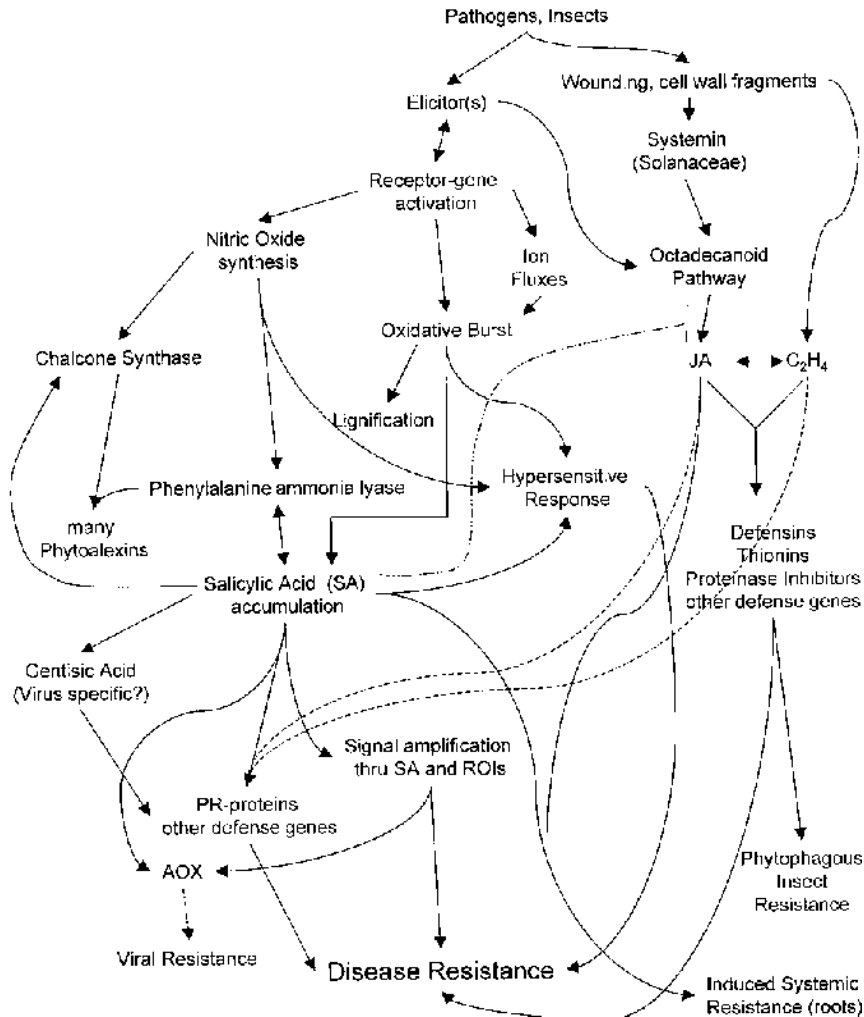 Pathogens, Insects
Wounding, cell wall fragments
Elicitor(s)
Systemin
(Solanaceae)
Receptor-gene
activation
Nitric Oxide
synthesis
Ion
Fluxes
Octadecanoid
Pathway
Oxidative Burst
Chalcone Synthase
JA
C₂H₄
Lignification
Phenylalanine ammonia lyase
Hypersensitive
Response
many
Phytoalexins
Defensins
Thionins
Proteinase Inhibitors
other defense genes
Salicylic Acid (SA)
accumulation
Gentisic Acid
(Virus specific?)
Signal amplification
thru SA and ROIs
PR-proteins
other defense genes
AOX
Phytophagous
Insect
Resistance
Viral Resistance
Disease Resistance
Induced Systemic
Resistance (roots)